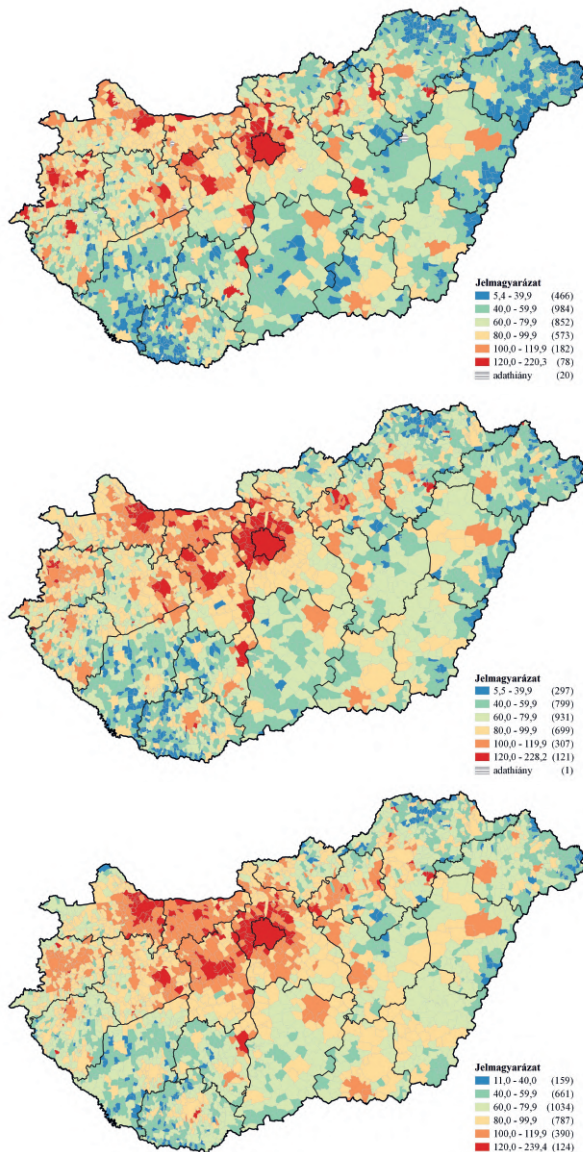 Jelmagyarázat
5,4 - 39,9 (466)
40,0 - 59,9 (984)
60,0 - 79,9 (852)
80,0 - 99,9 (573)
100,0 - 119,9 (182)
120,0 - 220,3 (78)
adathiány (20)
Jelmagyarázat
5,5 - 39,9 (297)
40,0 - 59,9 (799)
60,0 - 79,9 (931)
80,0 - 99,9 (699)
100,0 - 119,9 (307)
120,0 - 228,2 (121)
adathiány (1)
Jelmagyarázat
11,0 - 40,0 (159)
40,0 - 59,9 (661)
60,0 - 79,9 (1034)
80,0 - 99,9 (787)
100,0 - 119,9 (390)
120,0 - 239,4 (124)